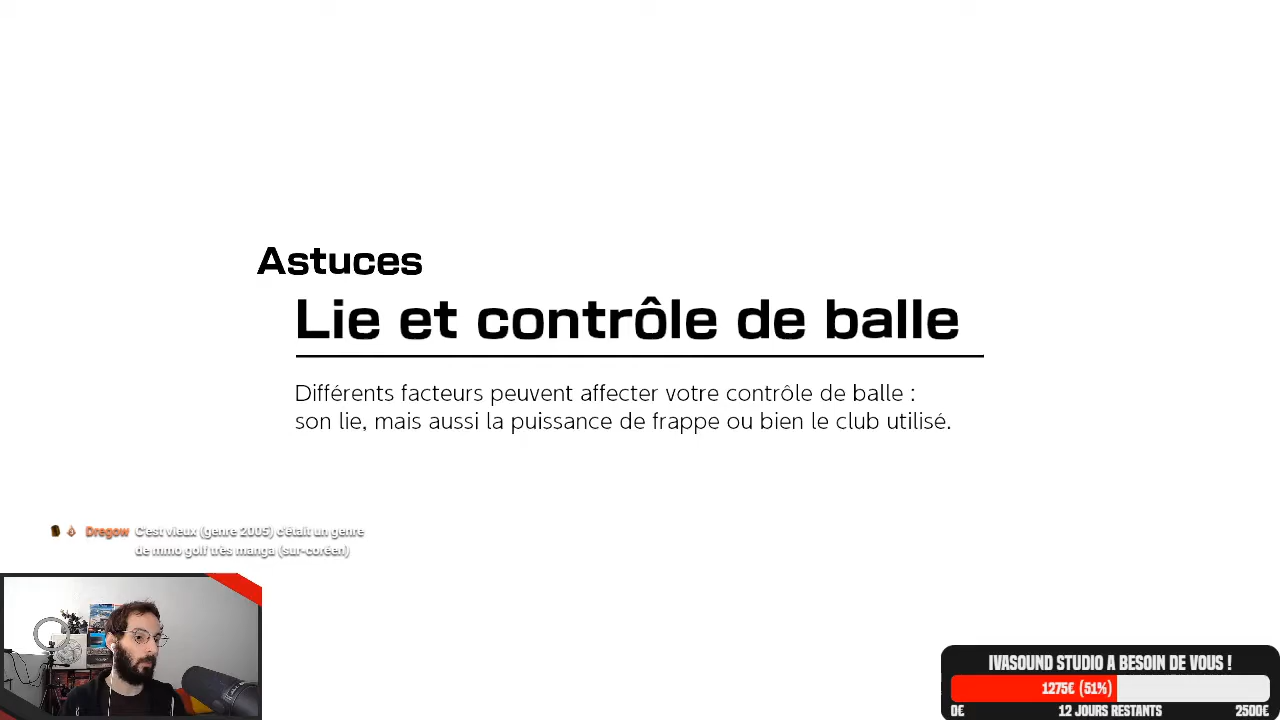 Astuces
Lie et contrôle de balle
Différents facteurs peuvent affecter votre contrôle de balle :
son lie, mais aussi la puissance de frappe ou bien le club utilisé.
Dregow C'est vieux (genre 2005) c'était un genre
de mmo golf très manga (sur-coréen)
IVASOUND STUDIO A BESOIN DE VOUS !
1275€ (51%)
0€ 12 JOURS RESTANTS 2500€